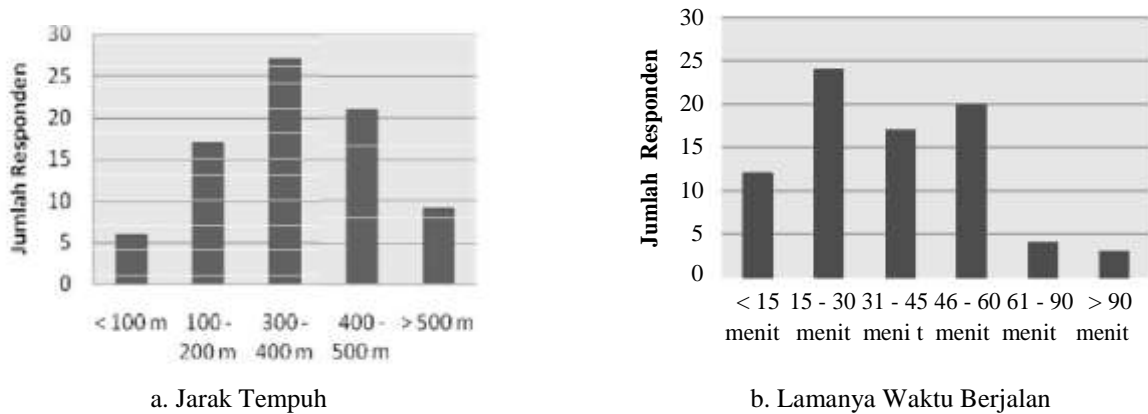 Jumlah Responden
30
25
20
15
10
5
0
< 100 m 100 - 300 - 400 - > 500 m
200 m 400 m 500 m
a. Jarak Tempuh
Jumlah Responden
30
25
20
15
10
5
0
< 15 15 - 30 31 - 45 46 - 60 61 - 90 > 90
menit menit meni t menit menit menit
b. Lamanya Waktu Berjalan